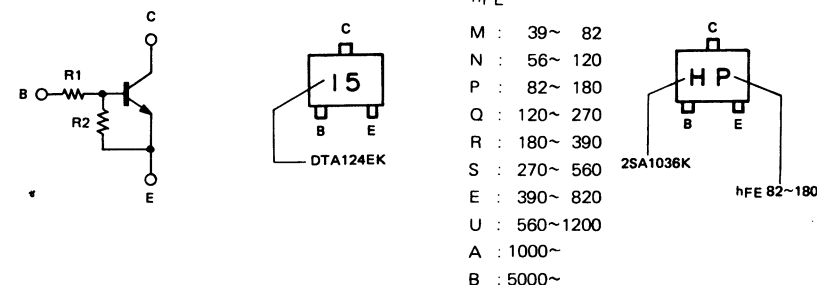 C
R1
B
R2
E
C
15
B
E
DTA124EK
hFE
M : 39~ 82
N : 56~ 120
P : 82~ 180
Q : 120~ 270
R : 180~ 390
S : 270~ 560
E : 390~ 820
U : 560~1200
A : 1000~
B : 5000~
C
H P
B
E
2SA1036K
hFE 82~180